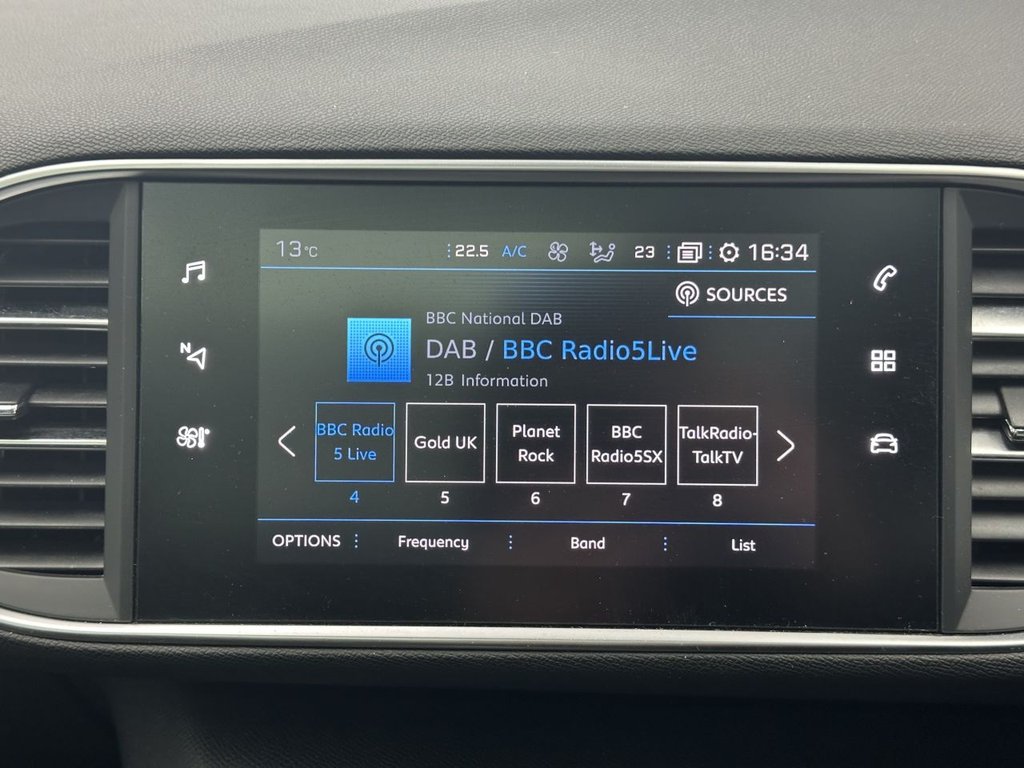 13°C 22.5 A/C 23 16:34
SOURCES
BBC National DAB
N
DAB / BBC Radio5Live
12B Information
BBC Radio
5 Live
Gold UK
Planet
Rock
BBC
Radio5SX
TalkRadio-
TalkTV
4 5 6 7 8
OPTIONS Frequency Band List